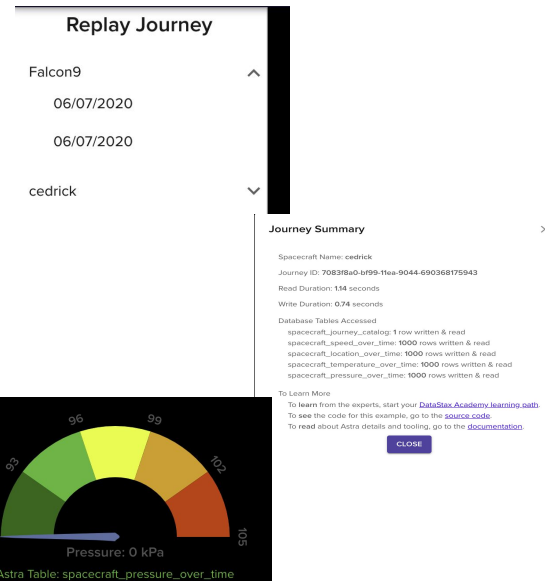 Replay Journey
Falcon9
06/07/2020
06/07/2020
cedrick
Journey Summary
Spacecraft Name: cedrick
Journey ID: 7083f8a0-bf99-11ea-9044-690368175943
Read Duration: 1.14 seconds
Write Duration: 0.74 seconds
Database Tables Accessed
spacecraft_journey_catalog: 1 row written & read
spacecraft_speed_over_time: 1000 rows written & read
spacecraft_location_over_time: 1000 rows written & read
spacecraft_temperature_over_time: 1000 rows written & read
spacecraft_pressure_over_time: 1000 rows written & read
To Learn More
To learn from the experts, start your DataStax Academy learning path.
To see the code for this example, go to the source code.
To read about Astra details and tooling, go to the documentation.
CLOSE
93
96
99
102
105
Pressure: 0 kPa
Astra Table: spacecraft_pressure_over_time